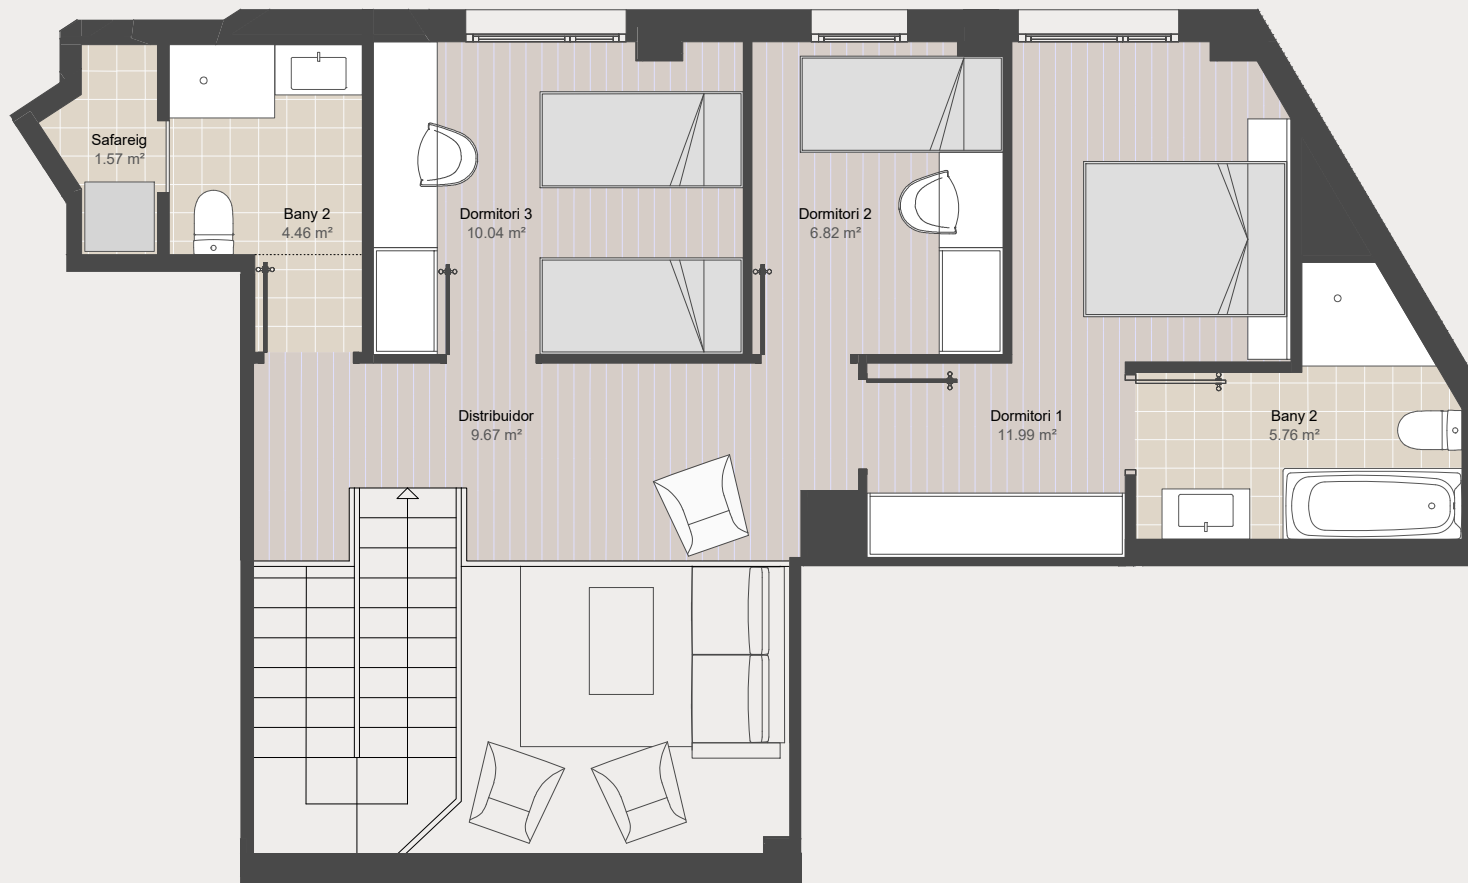 Safareig
1.57 m²
Bany 2
4.46 m²
Dormitori 3
10.04 m²
Dormitori 2
6.82 m²
Distribuidor
9.67 m²
Dormitori 1
11.99 m²
Bany 2
5.76 m²